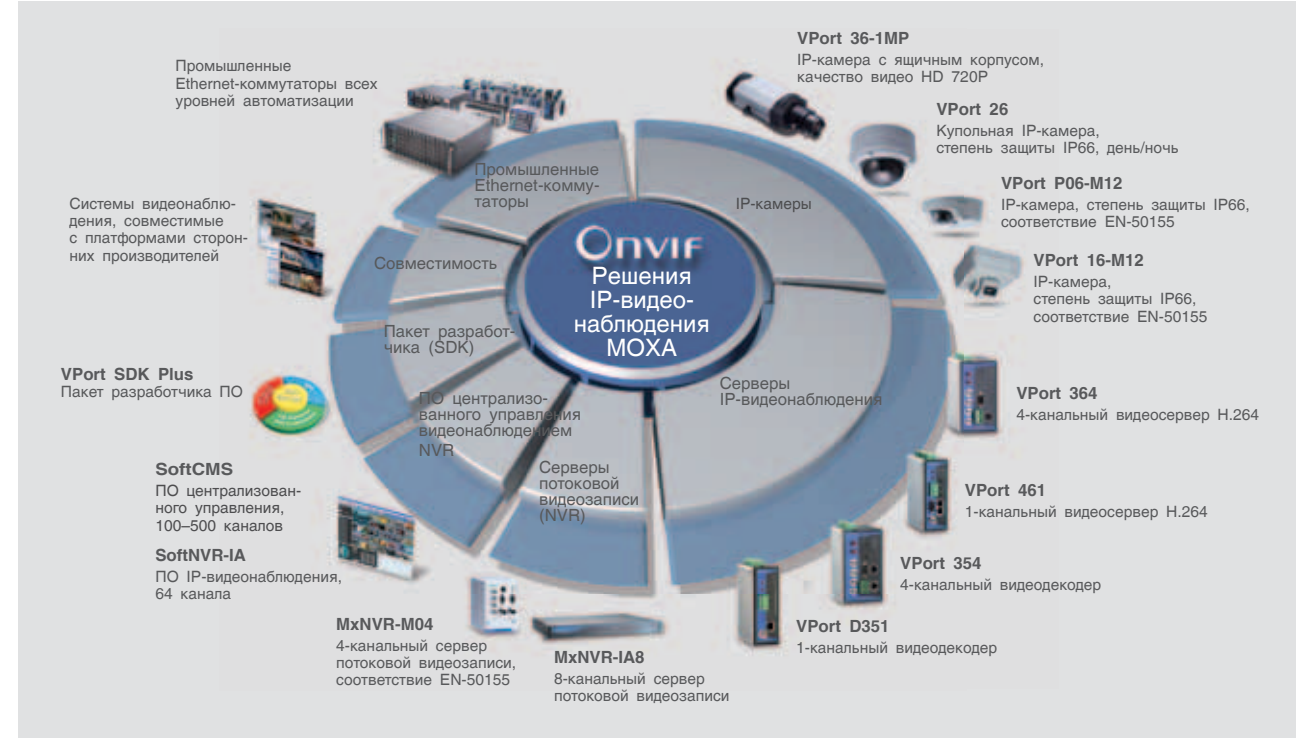 Промышленные
Ethernet-коммутаторы всех
уровней автоматизации
VPort 36-1MP
IP-камера с ящичным корпусом,
качество видео HD 720P
VPort 26
Купольная IP-камера,
степень защиты IP66, день/ночь
VPort P06-M12
IP-камера, степень защиты IP66,
соответствие EN-50155
VPort 16-M12
IP-камера,
степень защиты IP66,
соответствие EN-50155
VPort 364
4-канальный видеосервер H.264
VPort 461
1-канальный видеосервер H.264
VPort 354
4-канальный видеодекодер
VPort D351
1-канальный видеодекодер
MxNVR-IA8
8-канальный сервер
потоковой видеозаписи
MxNVR-M04
4-канальный сервер
потоковой видеозаписи,
соответствие EN-50155
SoftCMS
ПО централизован-
ного управления,
100–500 каналов
SoftNVR-IA
ПО IP-видеонаблюдения,
64 канала
VPort SDK Plus
Пакет разработчика ПО
Системы видеонаблю-
дения, совместимые
с платформами сторон-
них производителей
Промышленные
Ethernet-комму-
таторы
IP-камеры
Совместимость
Пакет разработ-
чика (SDK)
ПО централизо-
ванного управления
видеонаблюдением
NVR
Серверы
потоковой
видеозаписи
(NVR)
Серверы
IP-видеонаблюдения
Onvif
Решения
IP-видео-
наблюдения
MOXA